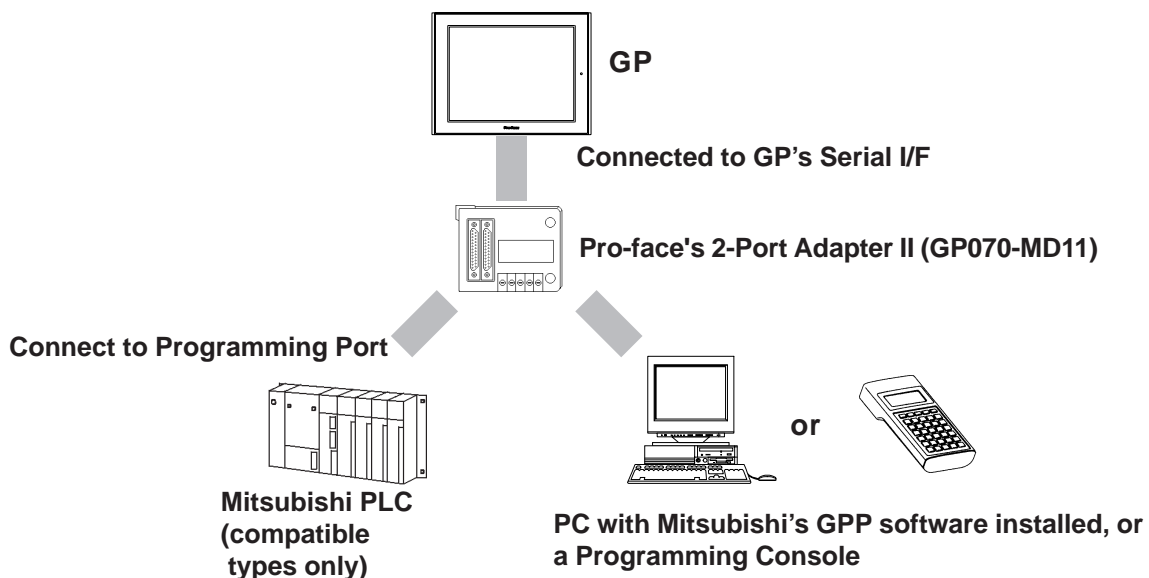 GP
Connected to GP's Serial I/F
Pro-face's 2-Port Adapter II (GP070-MD11)
Connect to Programming Port
or
Mitsubishi PLC
(compatible
types only)
PC with Mitsubishi's GPP software installed, or
a Programming Console